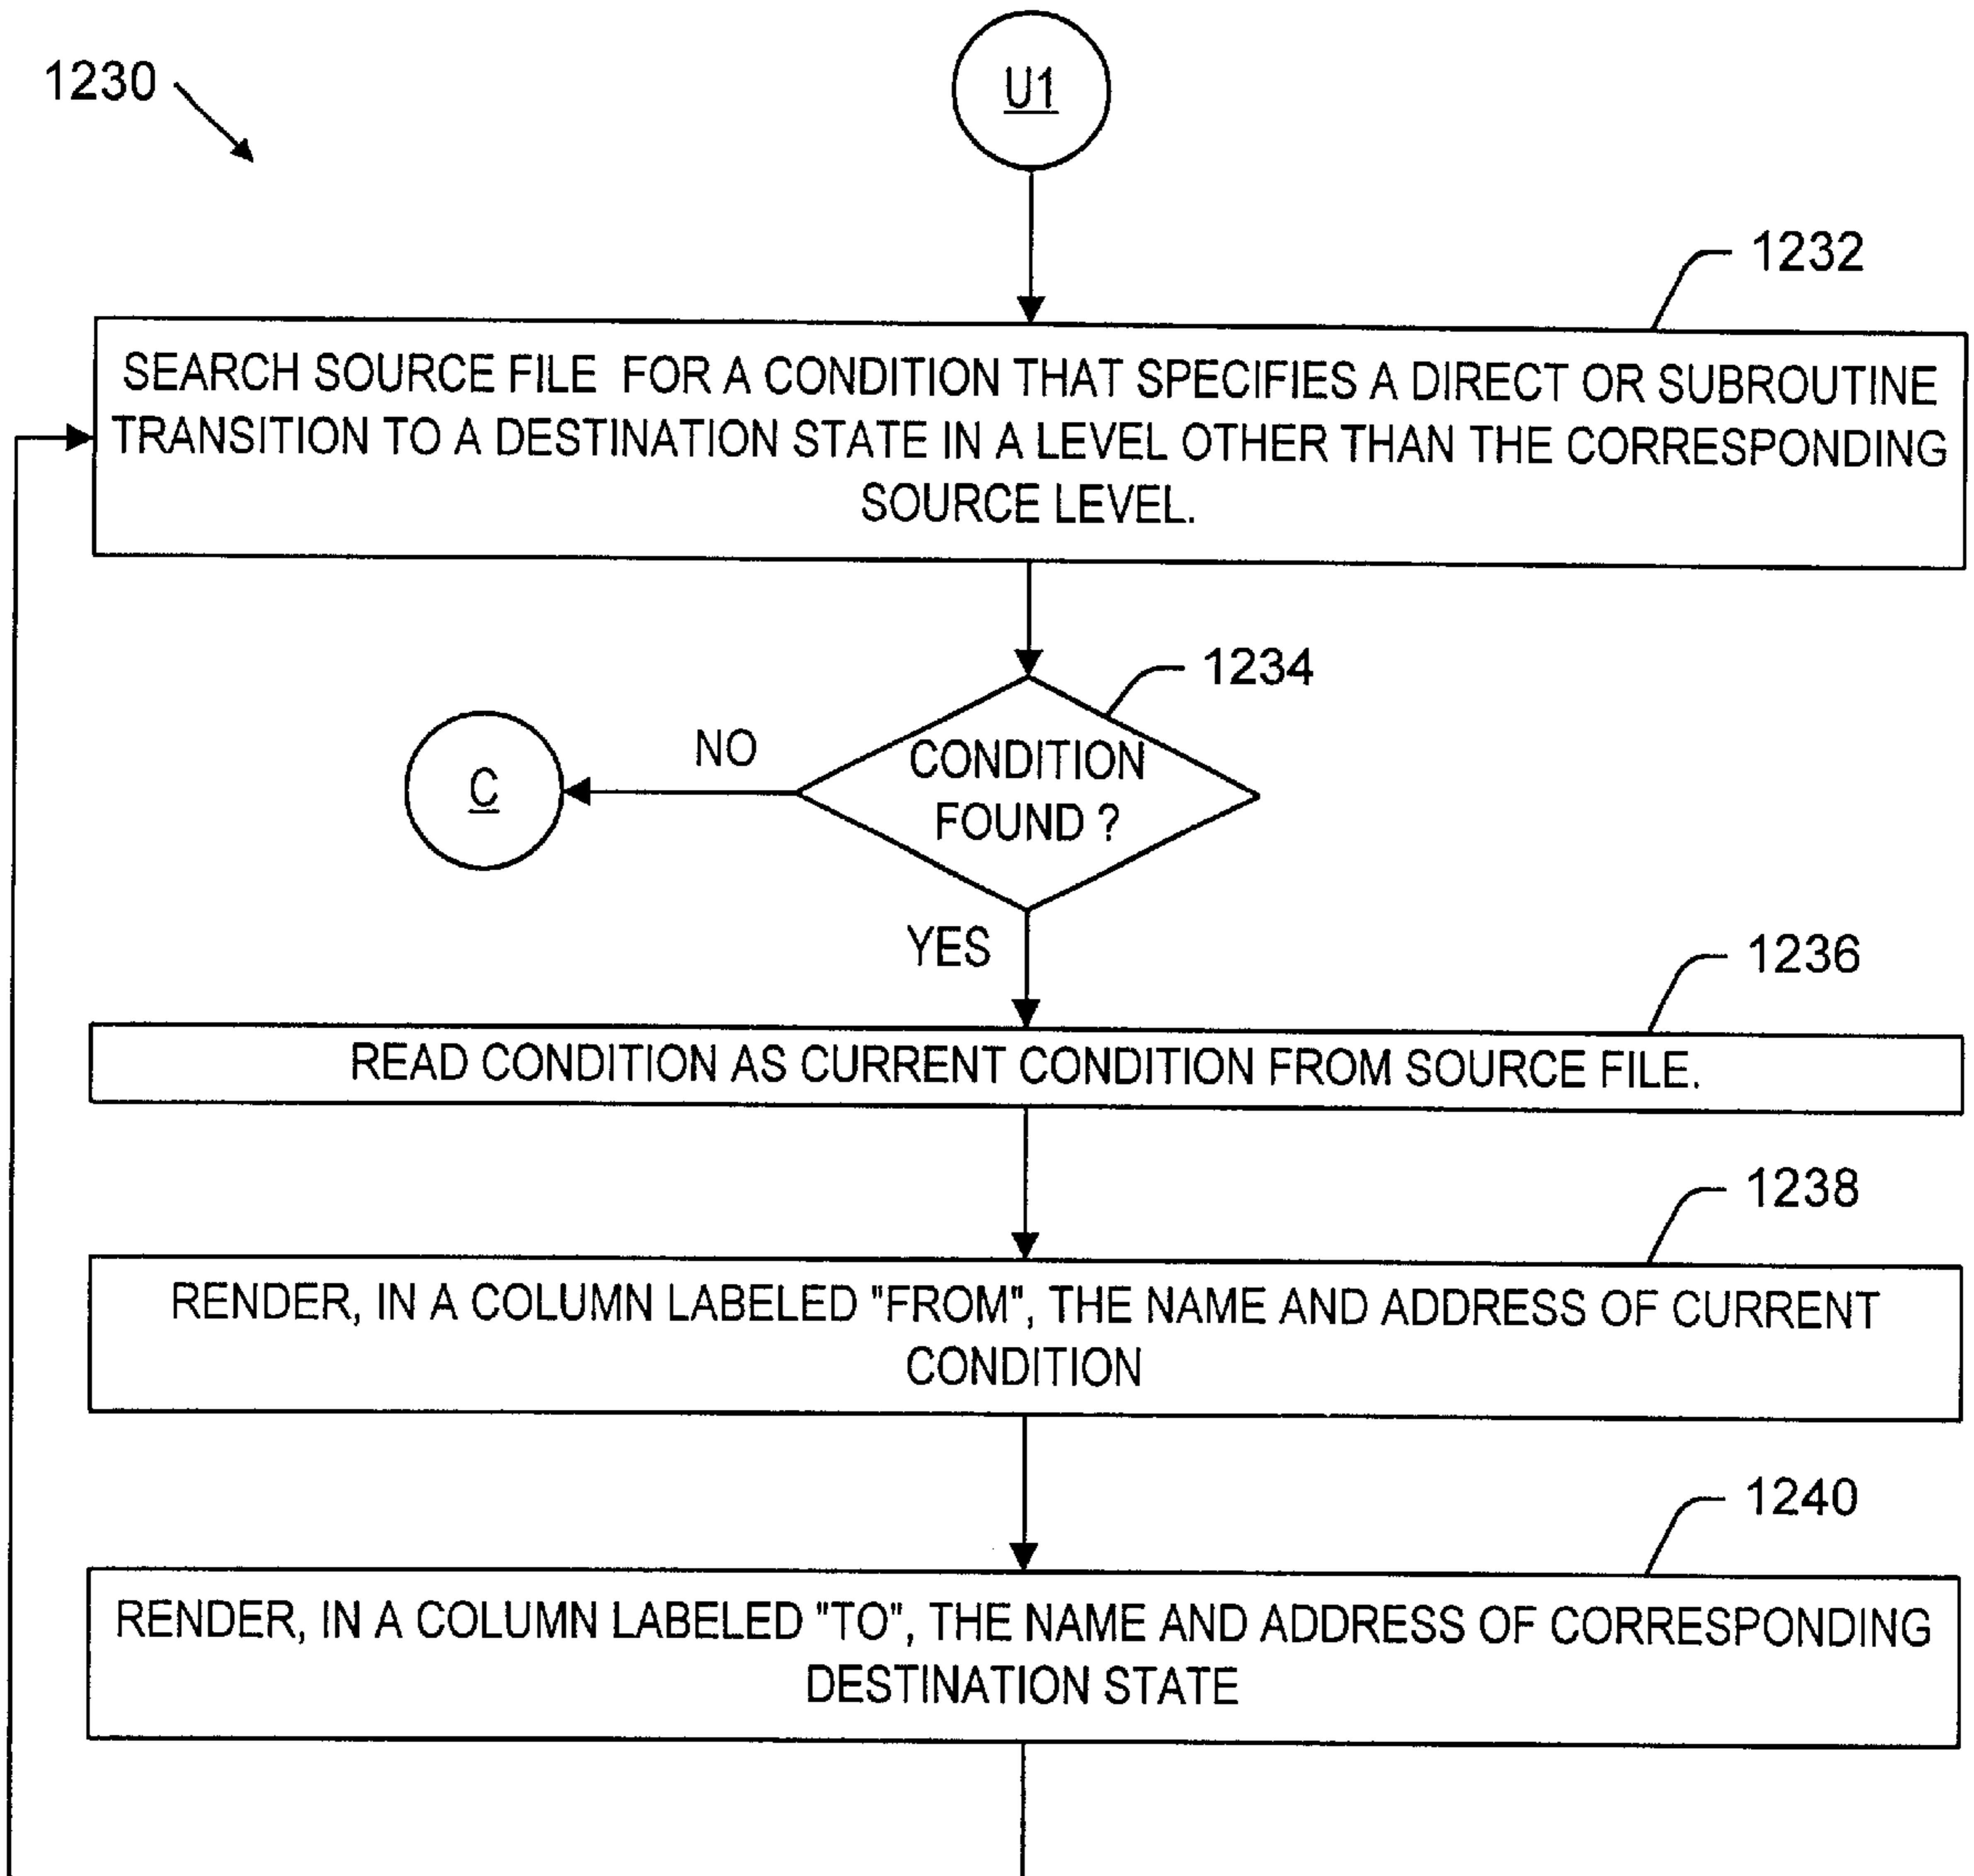 1230
U1
1232
SEARCH SOURCE FILE FOR A CONDITION THAT SPECIFIES A DIRECT OR SUBROUTINE
TRANSITION TO A DESTINATION STATE IN A LEVEL OTHER THAN THE CORRESPONDING
SOURCE LEVEL.
1234
NO
CONDITION
FOUND ?
C
YES
1236
READ CONDITION AS CURRENT CONDITION FROM SOURCE FILE.
1238
RENDER, IN A COLUMN LABELED "FROM", THE NAME AND ADDRESS OF CURRENT
CONDITION
1240
RENDER, IN A COLUMN LABELED "TO", THE NAME AND ADDRESS OF CORRESPONDING
DESTINATION STATE